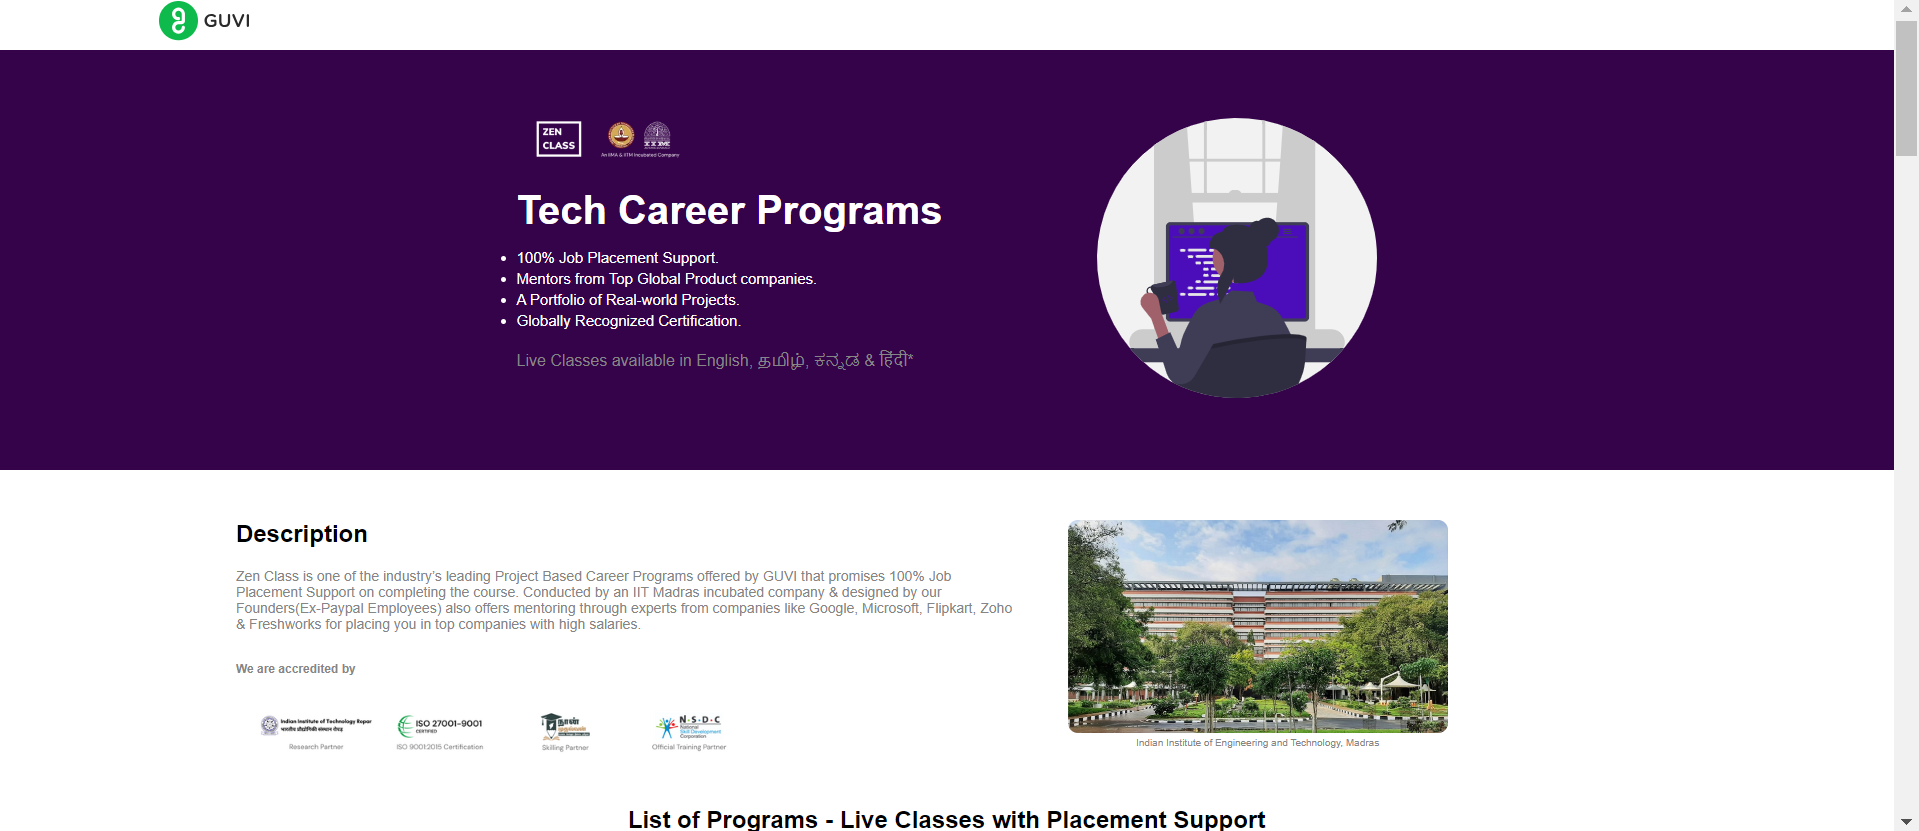 GUVI
ZEN
CLASS
An IIMA & IITM Incubated Company
Tech Career Programs
100% Job Placement Support.
Mentors from Top Global Product companies.
A Portfolio of Real-world Projects.
Globally Recognized Certification.
Live Classes available in English, தமிழ், ಕನ್ನಡ & हिंदी*
Description
Zen Class is one of the industry’s leading Project Based Career Programs offered by GUVI that promises 100% Job
Placement Support on completing the course. Conducted by an IIT Madras incubated company & designed by our
Founders(Ex-Paypal Employees) also offers mentoring through experts from companies like Google, Microsoft, Flipkart, Zoho
& Freshworks for placing you in top companies with high salaries.
We are accredited by
Indian Institute of Technology Ropar
भारतीय प्रौद्योगिकी संस्थान रोपड़
Research Partner
ISO 27001-9001
CERTIFIED
ISO 9001:2015 Certification
நான்
Skilling Partner
N·S·D·C
National
Skill Development
Corporation
Official Training Partner
Indian Institute of Engineering and Technology, Madras
List of Programs - Live Classes with Placement Support